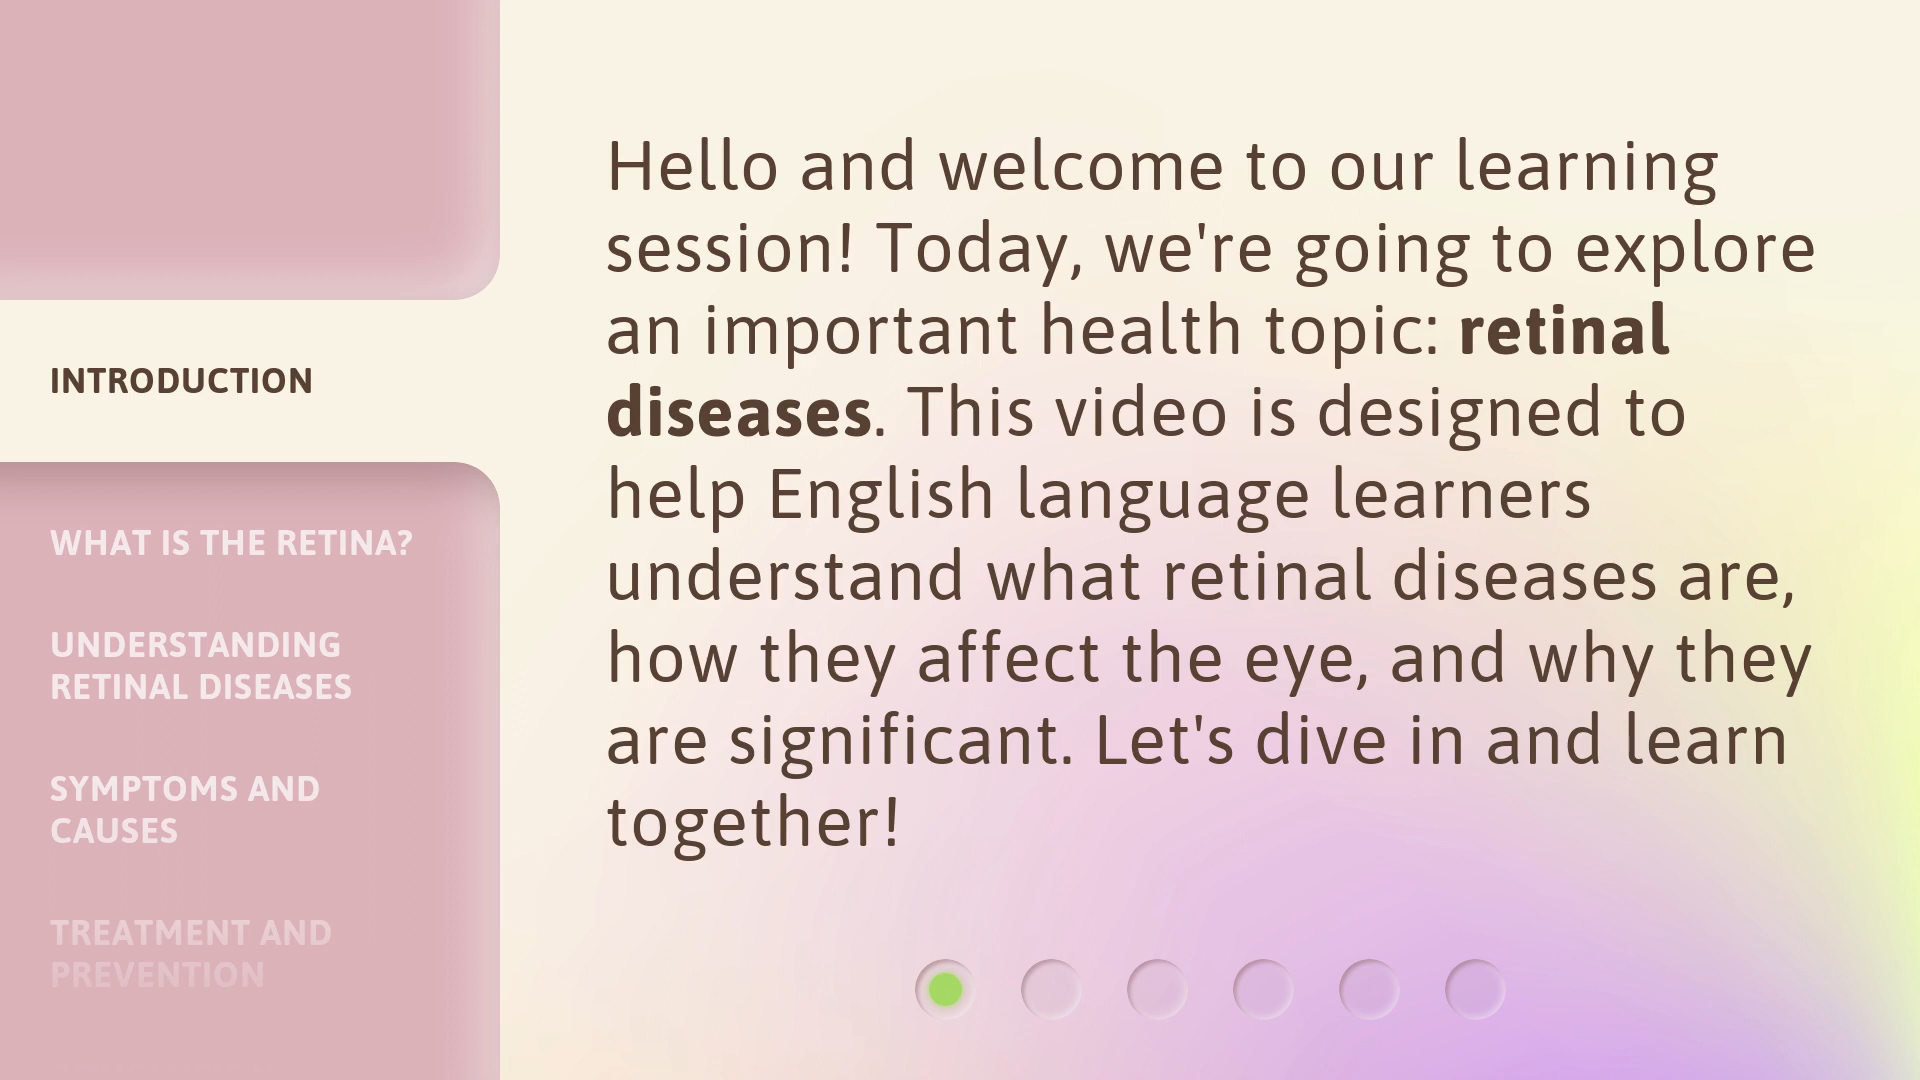 INTRODUCTION
WHAT IS THE RETINA?
UNDERSTANDING
RETINAL DISEASES
SYMPTOMS AND
CAUSES
TREATMENT AND
PREVENTION
Hello and welcome to our learning
session! Today, we're going to explore
an important health topic: retinal
diseases. This video is designed to
help English language learners
understand what retinal diseases are,
how they affect the eye, and why they
are significant. Let's dive in and learn
together!